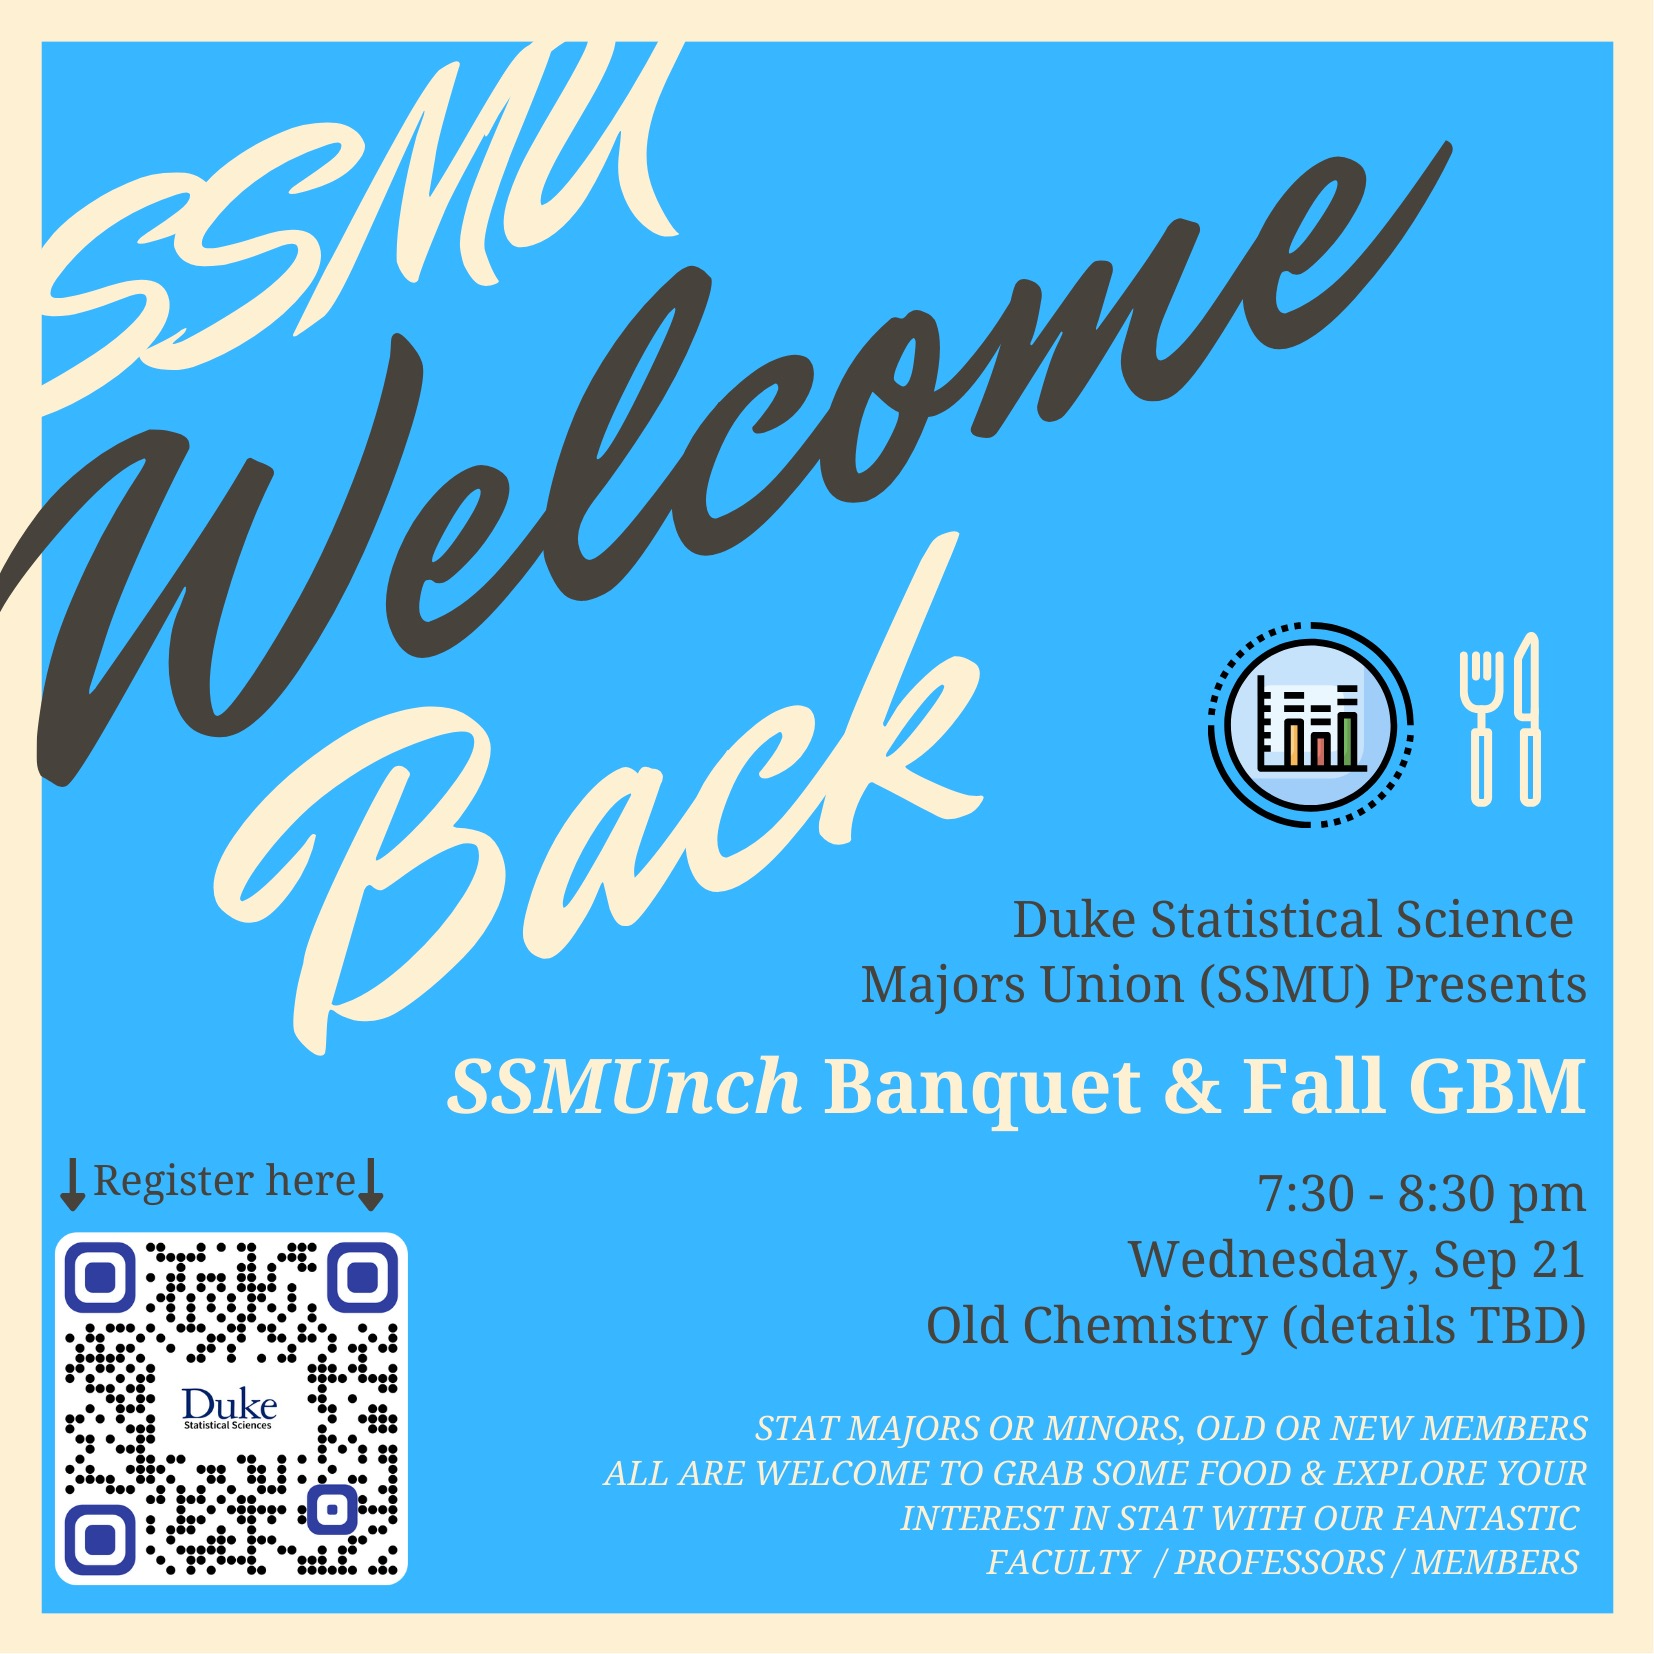 SSMU
Welcome
Back
Duke Statistical Science
Majors Union (SSMU) Presents
SSMUnch Banquet & Fall GBM
Register here
7:30 - 8:30 pm
Wednesday, Sep 21
Old Chemistry (details TBD)
Duke
Statistical Sciences
STAT MAJORS OR MINORS, OLD OR NEW MEMBERS
ALL ARE WELCOME TO GRAB SOME FOOD & EXPLORE YOUR
INTEREST IN STAT WITH OUR FANTASTIC
FACULTY / PROFESSORS / MEMBERS